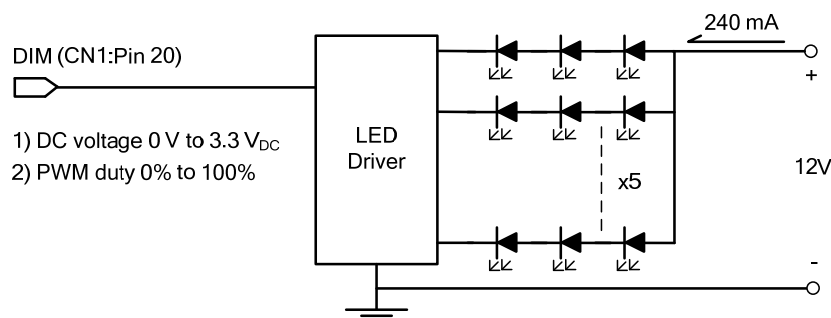 240 mA
DIM (CN1:Pin 20)
+
LED
Driver
1) DC voltage 0 V to 3.3 VDC
2) PWM duty 0% to 100%
x5
12V
-